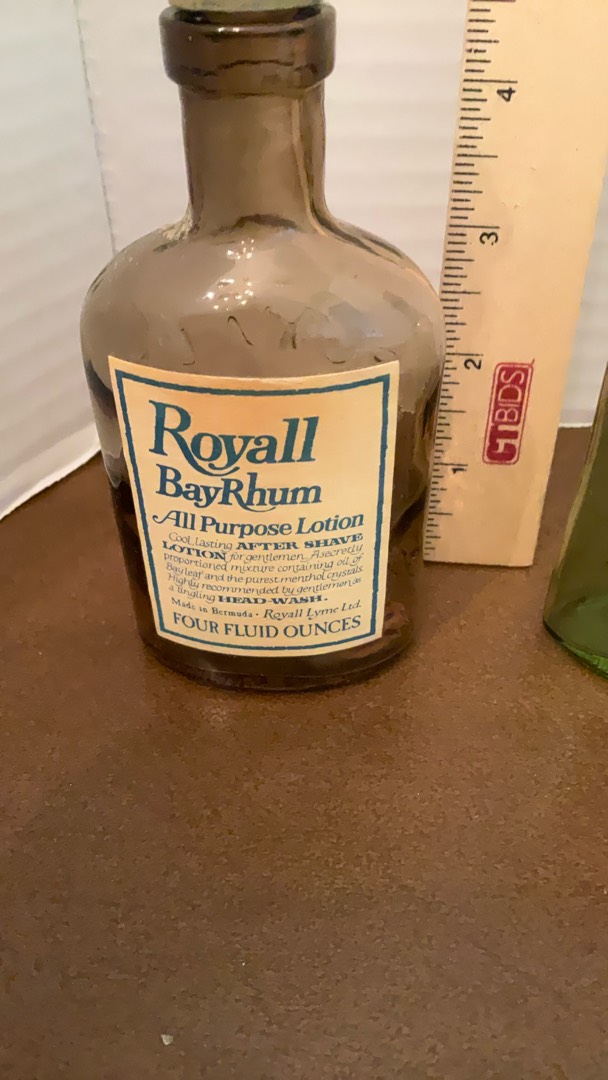 Royall
BayRhum
All Purpose Lotion
Cool, lasting AFTER SHAVE
LOTION for gentlemen. A secretly
proportioned mixture containing oil of
Bay leaf and the purest menthol crystals.
Highly recommended by gentlemen as
a tingling HEAD-WASH.
Made in Bermuda · Royall Lyme Ltd.
FOUR FLUID OUNCES
4
3
2
1
CTBIDS